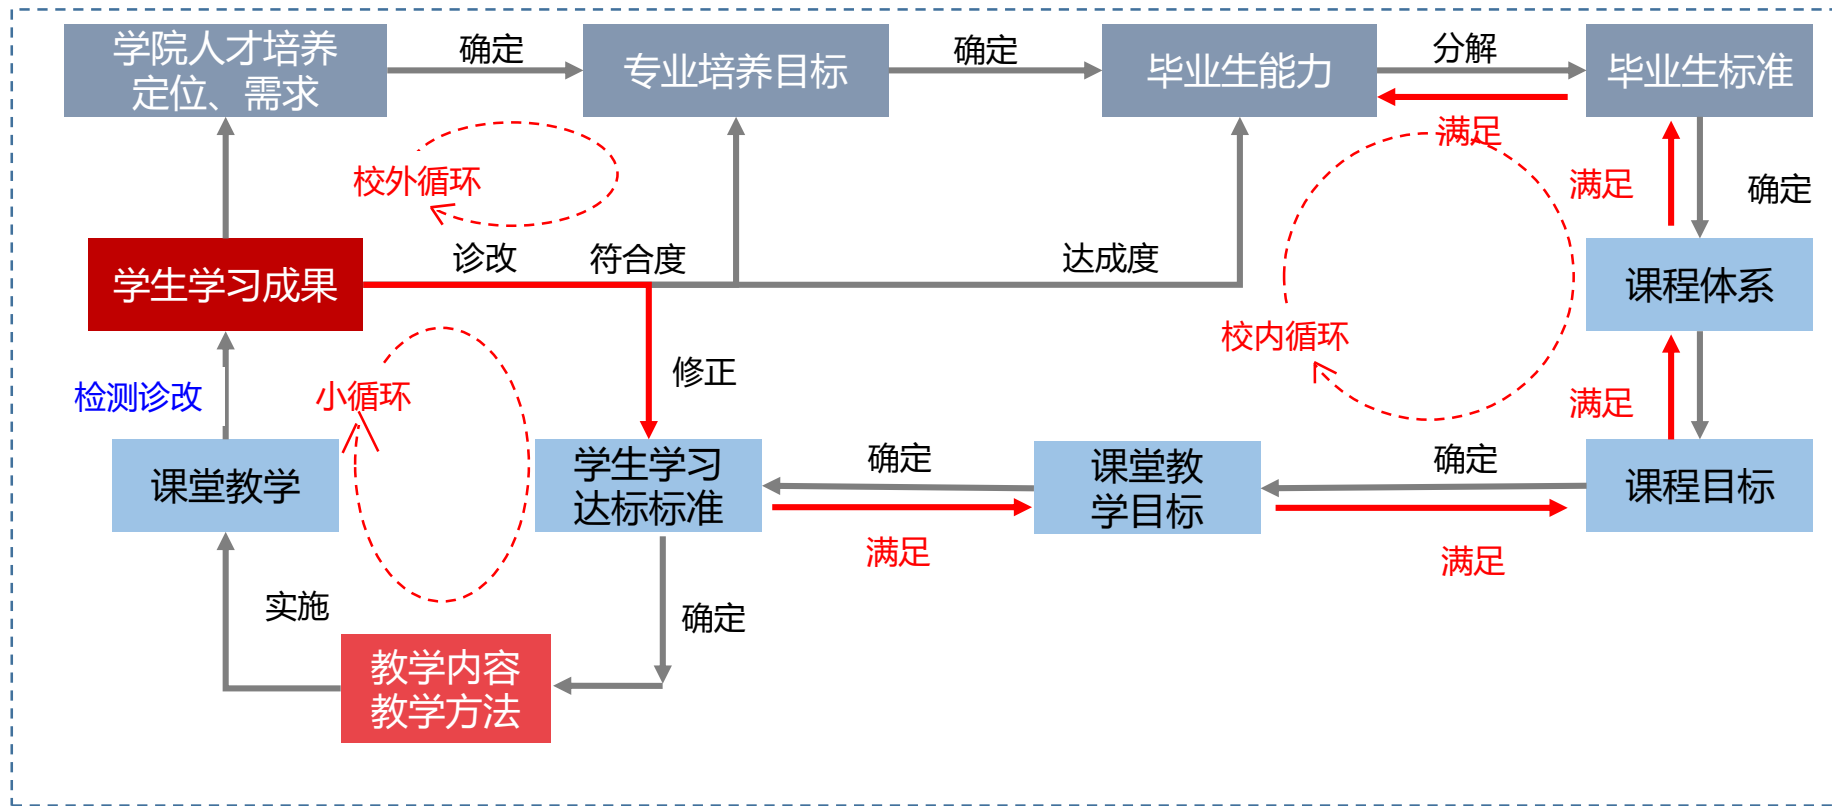 学院人才培养
定位、需求
确定
专业培养目标
确定
毕业生能力
分解
毕业生标准
满足
校外循环
满足
确定
学生学习成果
诊改
符合度
达成度
课程体系
校内循环
修正
检测诊改
小循环
满足
课堂教学
学生学习
达标标准
确定
课堂教
学目标
确定
课程目标
满足
满足
实施
确定
教学内容
教学方法